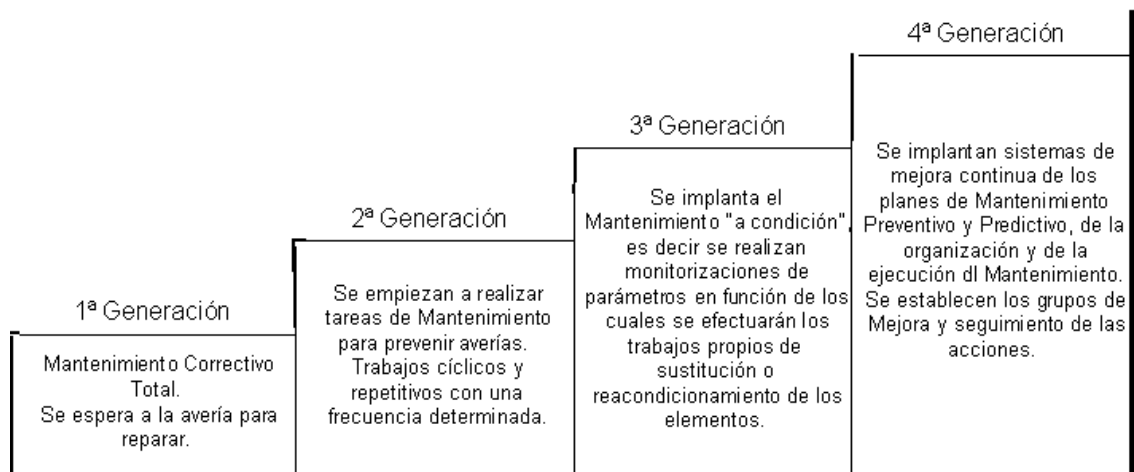 1ª Generación
Mantenimiento Correctivo
Total.
Se espera a la avería para
reparar.
2ª Generación
Se empiezan a realizar
tareas de Mantenimiento
para prevenir averías.
Trabajos cíclicos y
repetitivos con una
frecuencia determinada.
3ª Generación
Se implanta el
Mantenimiento "a condición",
es decir se realizan
monitorizaciones de
parámetros en función de los
cuales se efectuarán los
trabajos propios de
sustitución o
reacondicionamiento de los
elementos.
4ª Generación
Se implantan sistemas de
mejora continua de los
planes de Mantenimiento
Preventivo y Predictivo, de la
organización y de la
ejecución dl Mantenimiento.
Se establecen los grupos de
Mejora y seguimiento de las
acciones.